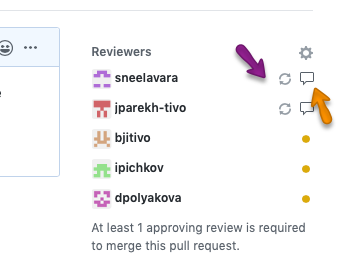 Reviewers
sneelavara
jparekh-tivo
bjitivo
ipichkov
dpolyakova
At least 1 approving review is required
to merge this pull request.